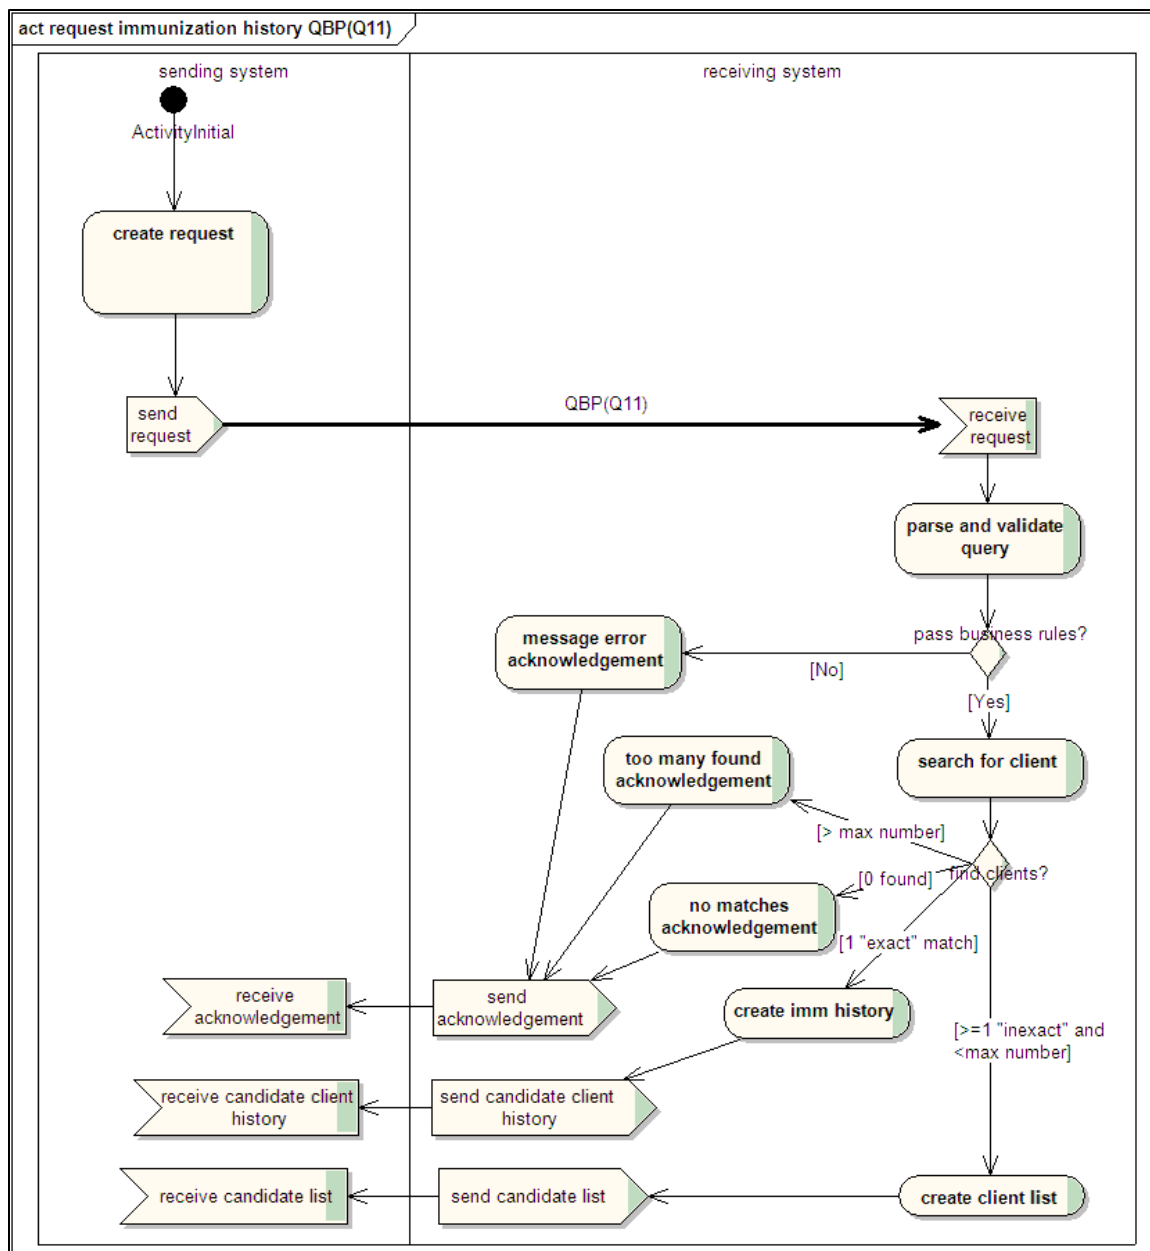 act request immunization history QBP(Q11)
sending system
receiving system
ActivityInitial
create request
send
request
QBP(Q11)
receive
request
parse and validate
query
pass business rules?
message error
acknowledgement
[No]
[Yes]
too many found
acknowledgement
search for client
[> max number]
find clients?
[0 found]
no matches
acknowledgement
[1 "exact" match]
receive
acknowledgement
send
acknowledgement
create imm history
[>=1 "inexact" and
<max number]
receive candidate client
history
send candidate client
history
receive candidate list
send candidate list
create client list